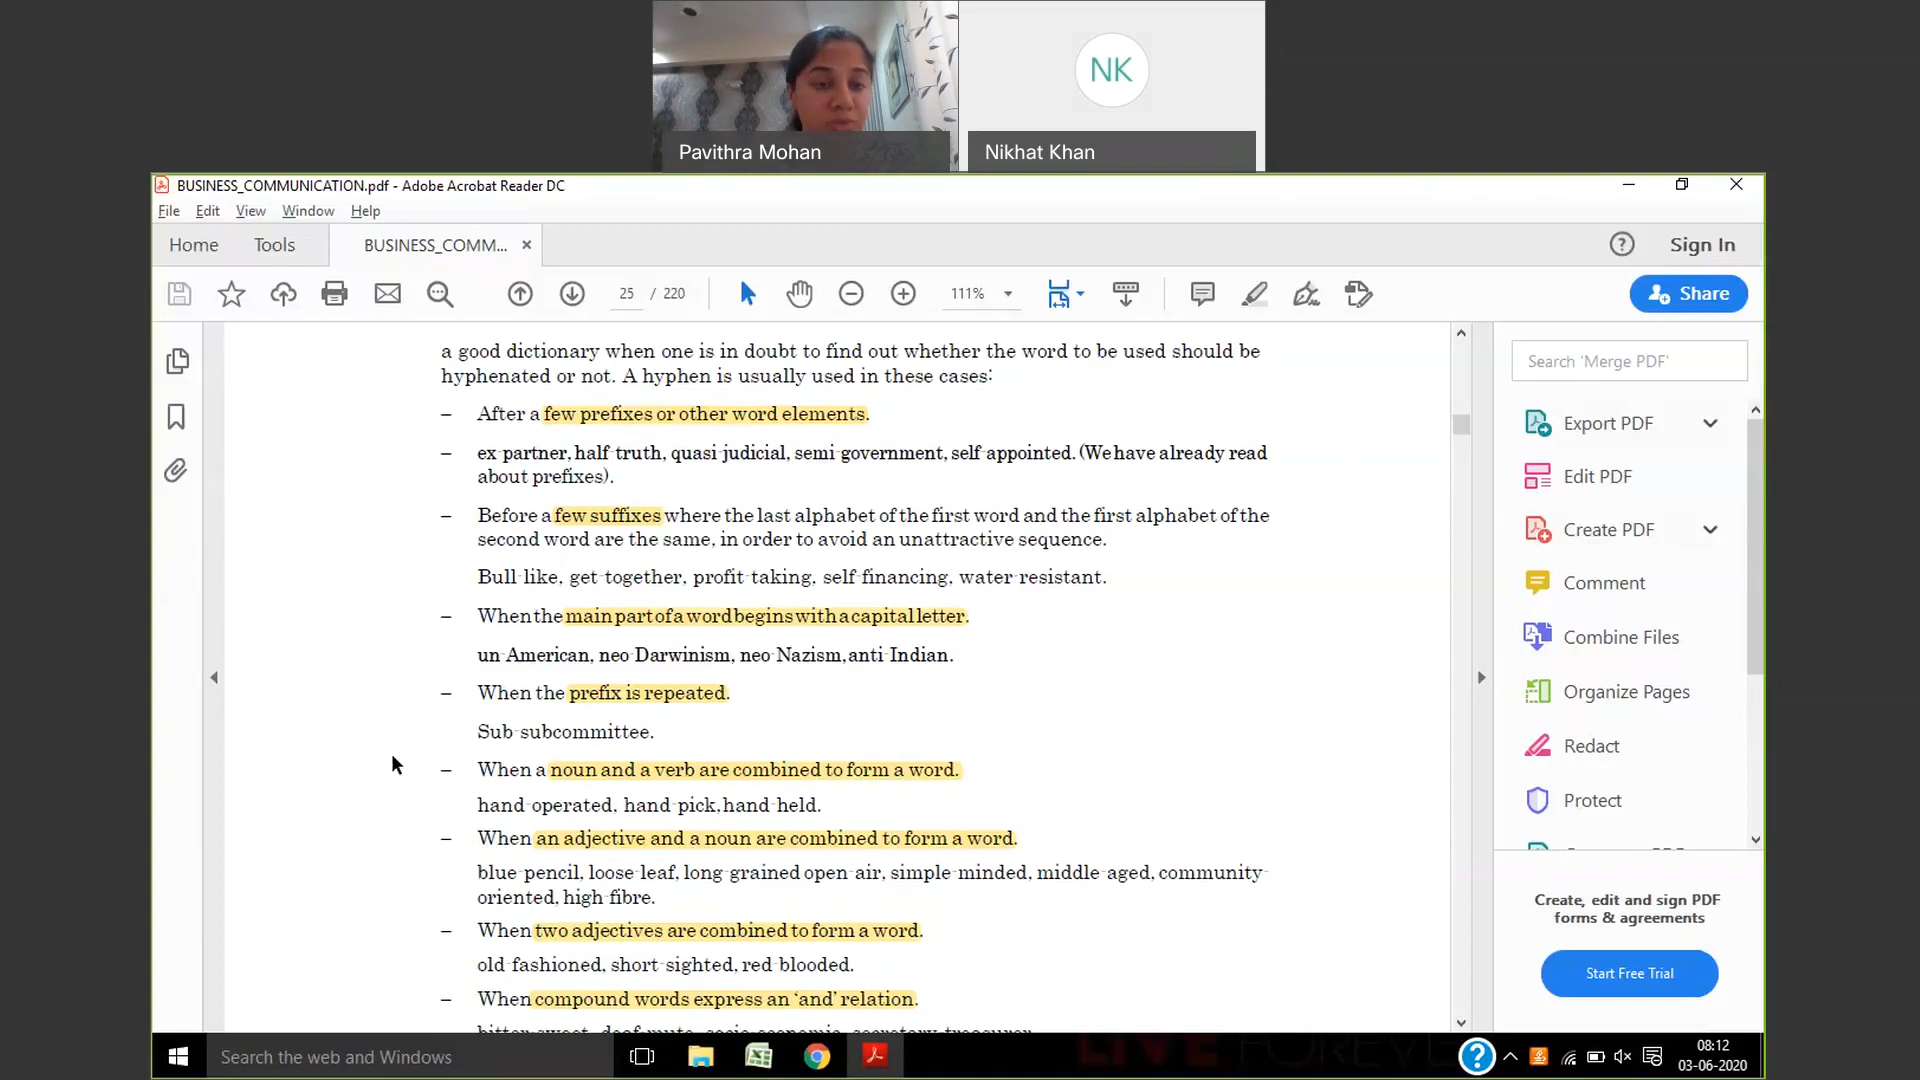 NK
Pavithra Mohan
Nikhat Khan
BUSINESS_COMMUNICATION.pdf - Adobe Acrobat Reader DC
File Edit View Window Help
Home Tools BUSINESS_COMM... ×
Sign In
25 / 220
111%
Share
a good dictionary when one is in doubt to find out whether the word to be used should be
hyphenated or not. A hyphen is usually used in these cases:
– After a few prefixes or other word elements.
– ex-partner, half-truth, quasi-judicial, semi-government, self-appointed. (We have already read
about prefixes).
– Before a few suffixes where the last alphabet of the first word and the first alphabet of the
second word are the same, in order to avoid an unattractive sequence.
Bull-like, get-together, profit-taking, self-financing, water-resistant.
– When the main part of a word begins with a capital letter.
un-American, neo-Darwinism, neo-Nazism, anti-Indian.
– When the prefix is repeated.
Sub-subcommittee.
– When a noun and a verb are combined to form a word.
hand-operated, hand-pick, hand-held.
– When an adjective and a noun are combined to form a word.
blue-pencil, loose-leaf, long-grained open-air, simple-minded, middle-aged, community-
oriented, high-fibre.
– When two adjectives are combined to form a word.
old-fashioned, short-sighted, red-blooded.
– When compound words express an 'and' relation.
bitter-sweet, deaf-mute, socio-economic, secretary-treasurer
Search 'Merge PDF'
Export PDF
Edit PDF
Create PDF
Comment
Combine Files
Organize Pages
Redact
Protect
Create, edit and sign PDF
forms & agreements
Start Free Trial
Search the web and Windows
LIVE FOREVE
08:12
03-06-2020